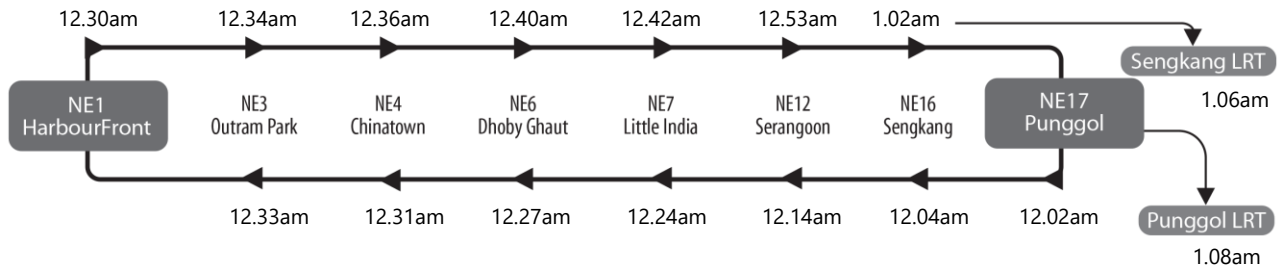 12.30am 12.34am 12.36am 12.40am 12.42am 12.53am 1.02am
Sengkang LRT
1.06am
NE1
HarbourFront
NE3
Outram Park
NE4
Chinatown
NE6
Dhoby Ghaut
NE7
Little India
NE12
Serangoon
NE16
Sengkang
NE17
Punggol
12.33am 12.31am 12.27am 12.24am 12.14am 12.04am 12.02am
Punggol LRT
1.08am